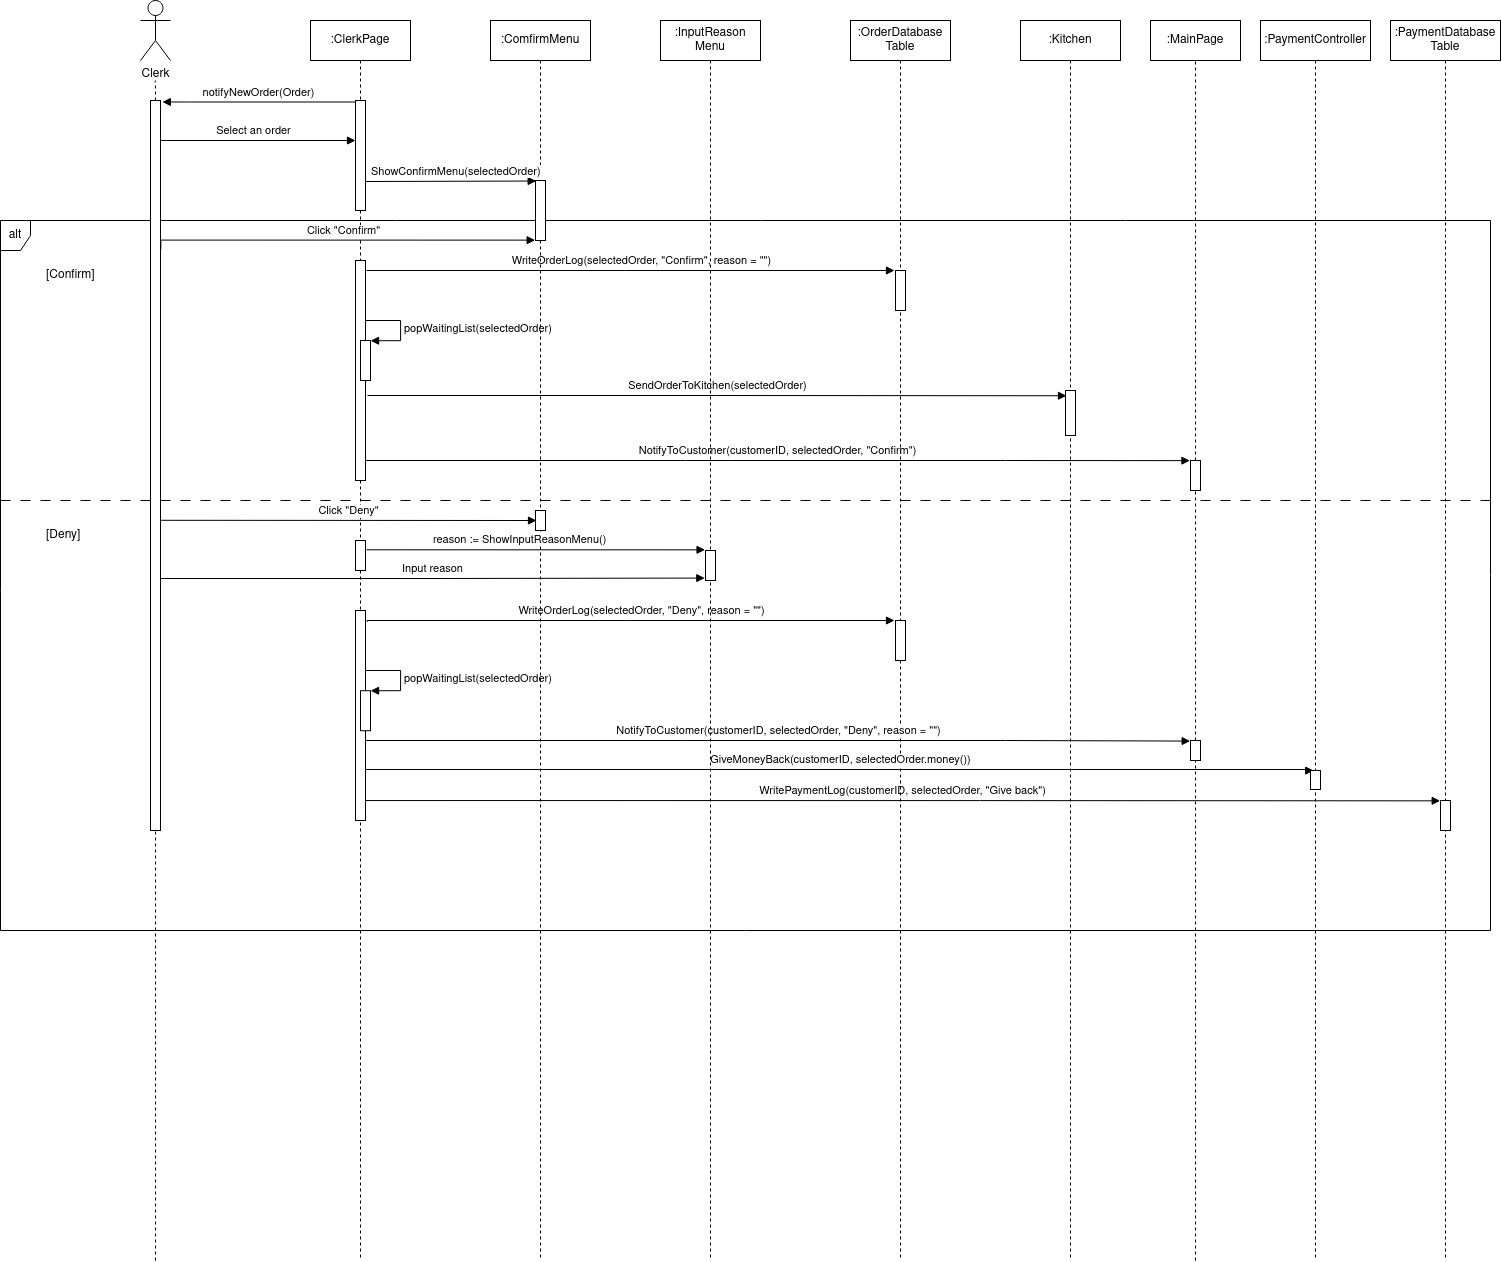 Clerk
:ClerkPage
:ComfirmMenu
:InputReason
Menu
:OrderDatabase
Table
:Kitchen
:MainPage
:PaymentController
:PaymentDatabase
Table
notifyNewOrder(Order)
Select an order
ShowConfirmMenu(selectedOrder)
alt
Click "Confirm"
[Confirm]
WriteOrderLog(selectedOrder, "Confirm", reason = "")
popWaitingList(selectedOrder)
SendOrderToKitchen(selectedOrder)
NotifyToCustomer(customerID, selectedOrder, "Confirm")
Click "Deny"
[Deny]
reason := ShowInputReasonMenu()
Input reason
WriteOrderLog(selectedOrder, "Deny", reason = "")
popWaitingList(selectedOrder)
NotifyToCustomer(customerID, selectedOrder, "Deny", reason = "")
GiveMoneyBack(customerID, selectedOrder.money())
WritePaymentLog(customerID, selectedOrder, "Give back")